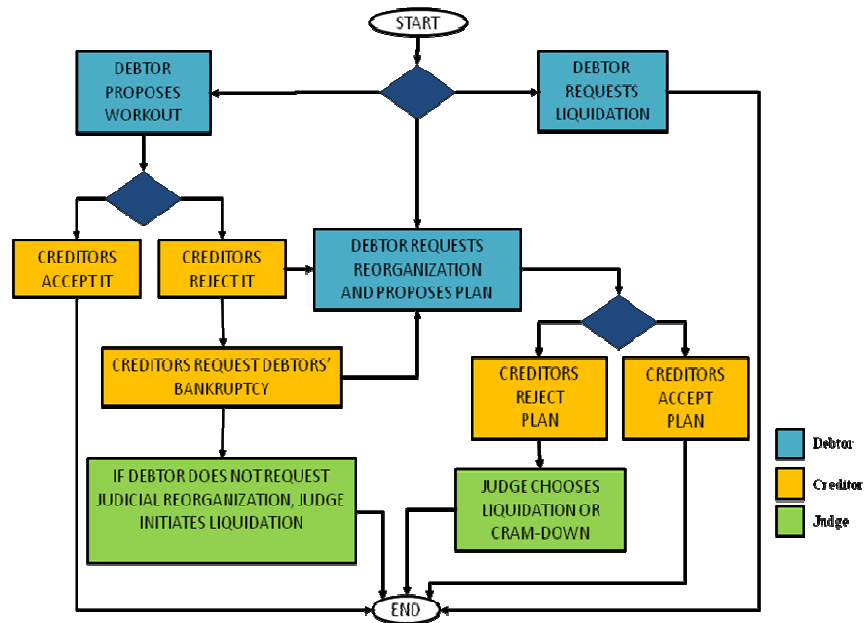 START
DEBTOR
PROPOSES
WORKOUT
DEBTOR
REQUESTS
LIQUIDATION
CREDITORS
ACCEPT IT
CREDITORS
REJECT IT
DEBTOR REQUESTS
REORGANIZATION
AND PROPOSES PLAN
CREDITORS REQUEST DEBTORS'
BANKRUPTCY
CREDITORS
REJECT
PLAN
CREDITORS
ACCEPT
PLAN
IF DEBTOR DOES NOT REQUEST
JUDICIAL REORGANIZATION, JUDGE
INITIATES LIQUIDATION
JUDGE CHOOSES
LIQUIDATION OR
CRAM-DOWN
Debtor
Creditor
Judge
END